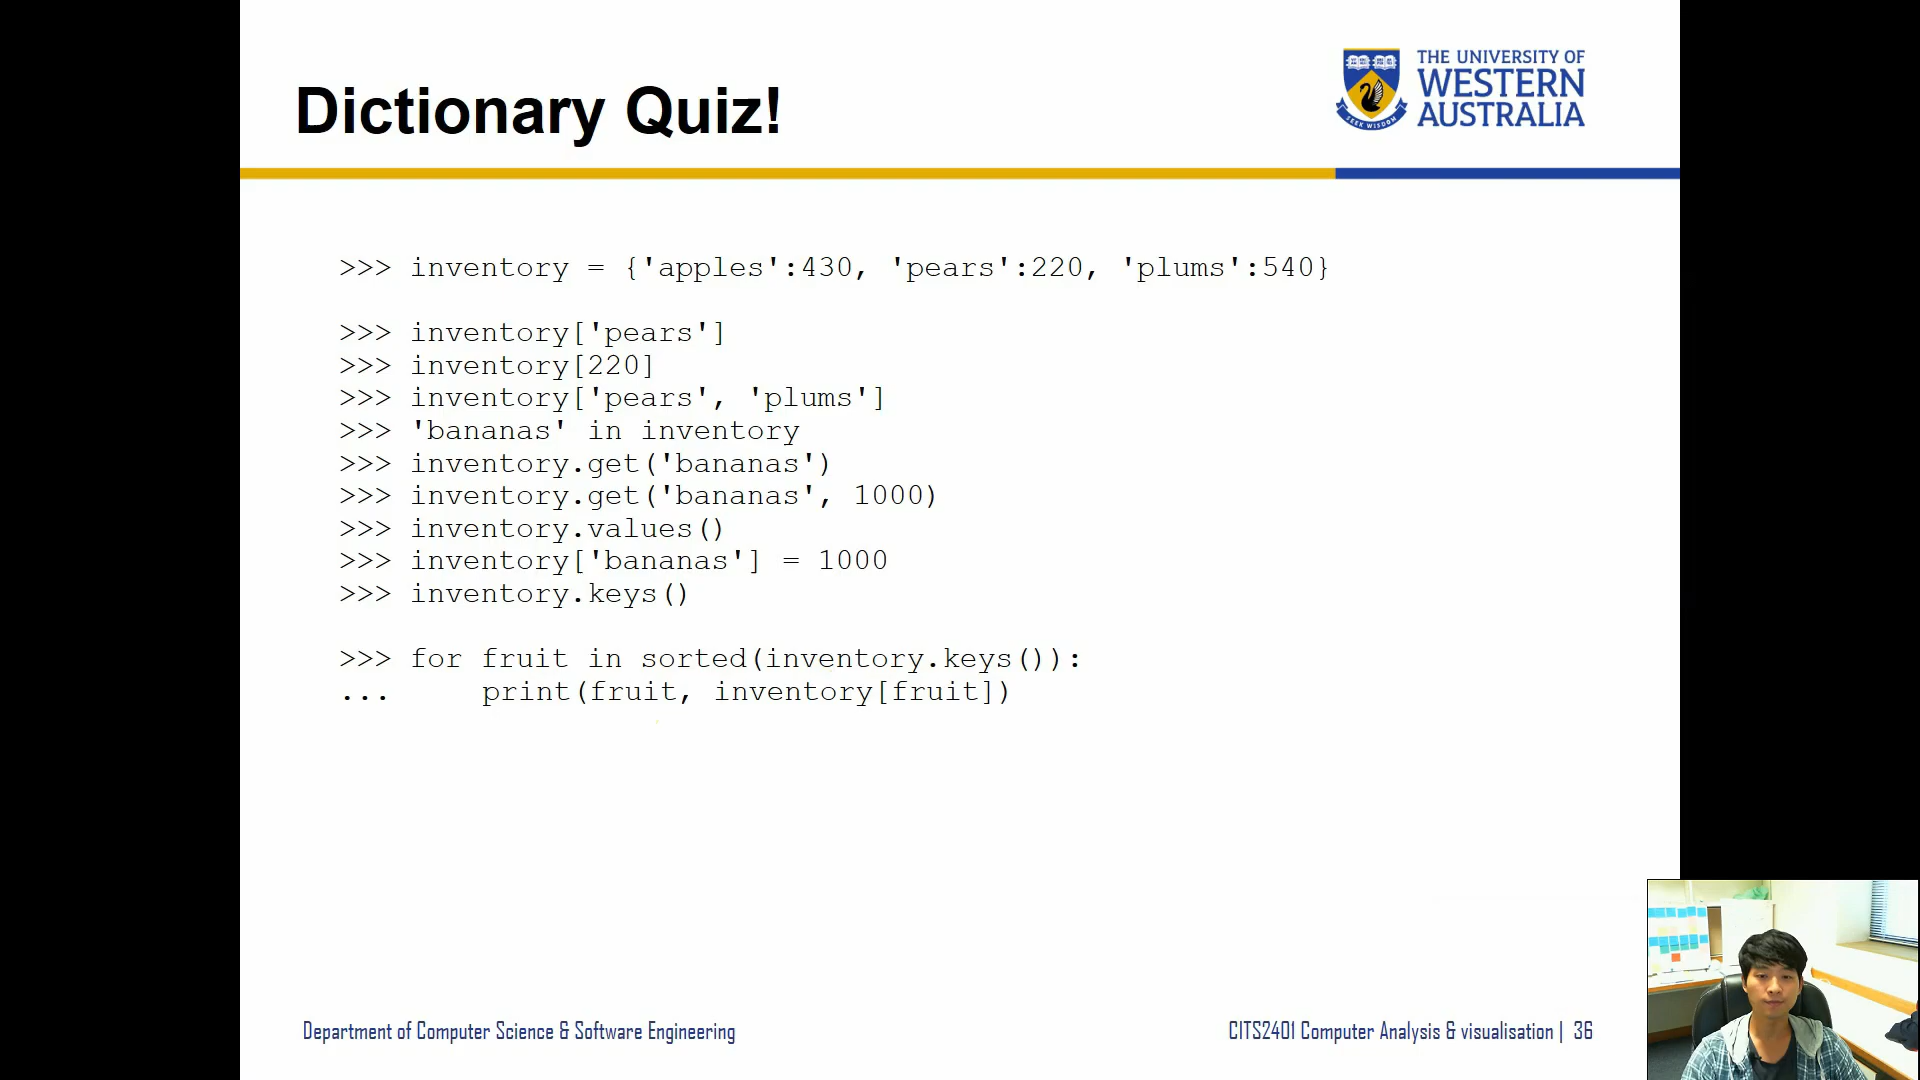 Dictionary Quiz!
THE UNIVERSITY OF
WESTERN
AUSTRALIA
SEEK WISDOM
>>> inventory = {'apples':430, 'pears':220, 'plums':540}
>>> inventory['pears']
>>> inventory[220]
>>> inventory['pears', 'plums']
>>> 'bananas' in inventory
>>> inventory.get('bananas')
>>> inventory.get('bananas', 1000)
>>> inventory.values()
>>> inventory['bananas'] = 1000
>>> inventory.keys()
>>> for fruit in sorted(inventory.keys()):
...     print(fruit, inventory[fruit])
Department of Computer Science & Software Engineering
CITS2401 Computer Analysis & visualisation | 36